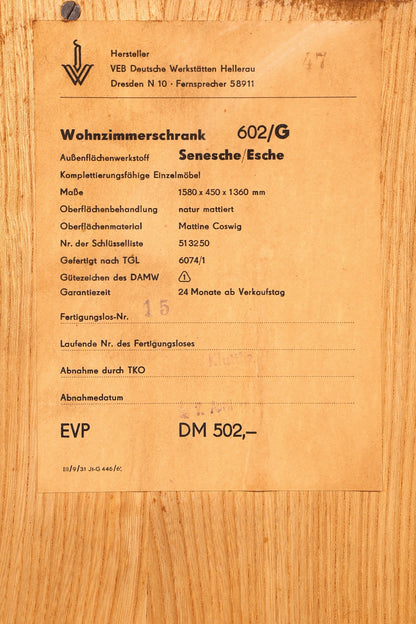 Hersteller
VEB Deutsche Werkstätten Hellerau
Dresden N 10 · Fernsprecher 58911
47
Wohnzimmerschrank 602/G
Außenflächenwerkstoff Senesche/Esche
Komplettierungsfähige Einzelmöbel
Maße 1580 x 450 x 1360 mm
Oberflächenbehandlung natur mattiert
Oberflächenmaterial Mattine Coswig
Nr. der Schlüsselliste 513250
Gefertigt nach TGL 6074/1
Gütezeichen des DAMW 1
Garantiezeit 24 Monate ab Verkaufstag
Fertigungslos-Nr. 15
Laufende Nr. des Fertigungsloses
Abnahme durch TKO
Abnahmedatum
EVP DM 502,–